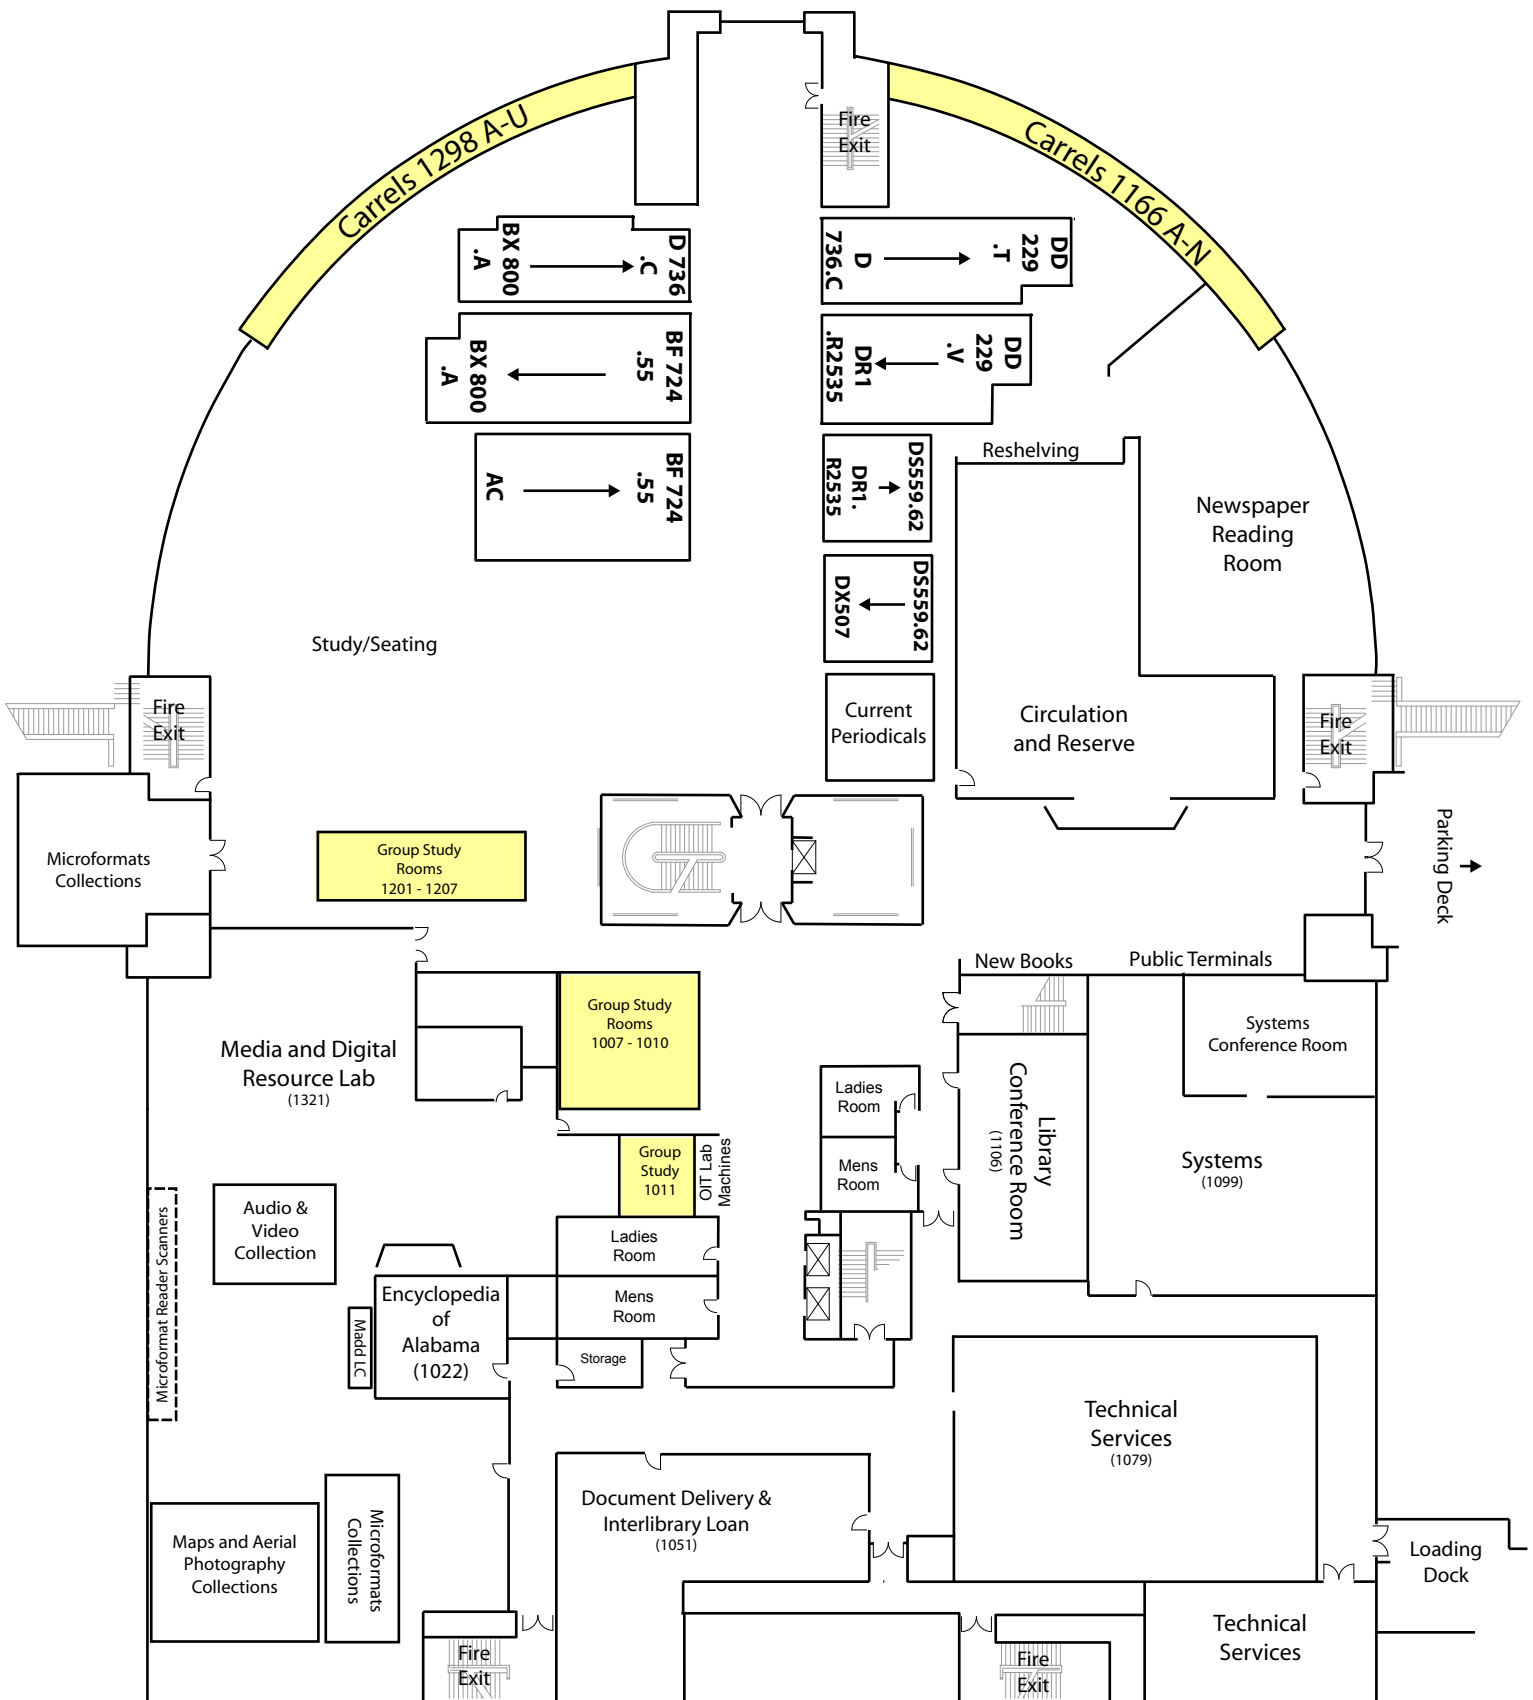 Carrels 1298 A-U
Carrels 1166 A-N
Fire
Exit
BX 800
.A
D 736
.C
D
736.C
DD
229
.T
BF 724
.55
BX 800
.A
DD
229
.V
DR1
.R2535
AC
BF 724
.55
DS559.62
DR1.
R2535
Reshelving
Newspaper
Reading
Room
DS559.62
DX507
Study/Seating
Current
Periodicals
Circulation
and Reserve
Fire
Exit
Fire
Exit
Microformats
Collections
Group Study
Rooms
1201 - 1207
Parking Deck
New Books
Public Terminals
Group Study
Rooms
1007 - 1010
Systems
Conference Room
Media and Digital
Resource Lab
(1321)
Ladies
Room
Mens
Room
Library
Conference Room
(1106)
Systems
(1099)
Group
Study
1011
OIT Lab
Machines
Microformat Reader Scanners
Audio &
Video
Collection
Ladies
Room
Mens
Room
Storage
Madd LC
Encyclopedia
of
Alabama
(1022)
Technical
Services
(1079)
Maps and Aerial
Photography
Collections
Microformats
Collections
Document Delivery &
Interlibrary Loan
(1051)
Loading
Dock
Technical
Services
Fire
Exit
Fire
Exit